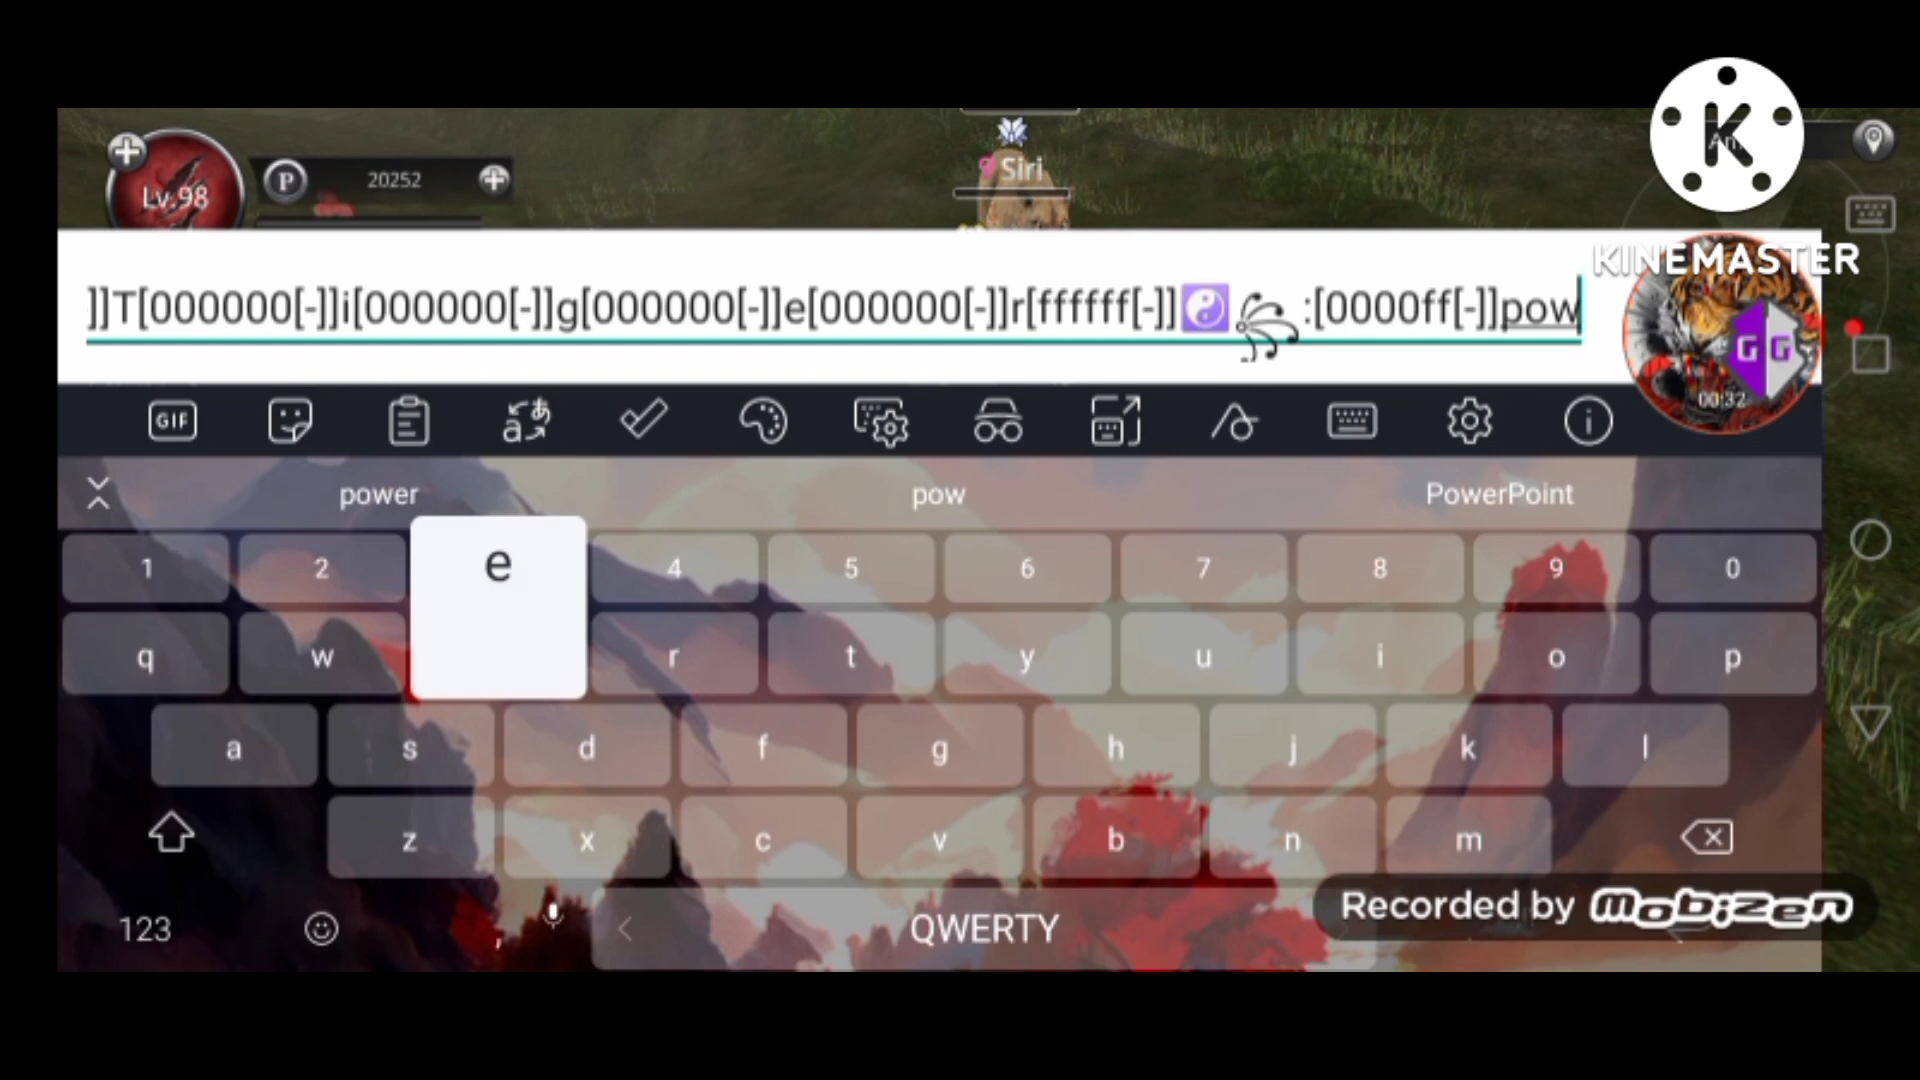 Siri
Lv.98
P
20252
KINEMASTER
]]T[000000[-]]i[000000[-]]g[000000[-]]e[000000[-]]r[ffffff[-]]☯️ :[0000ff[-]]pow
G G
00:32
GIF
power pow PowerPoint
1 2 e 4 5 6 7 8 9 0
q w r t y u i o p
a s d f g h j k l
z x c v b n m
123 , QWERTY
Recorded by Mobizen